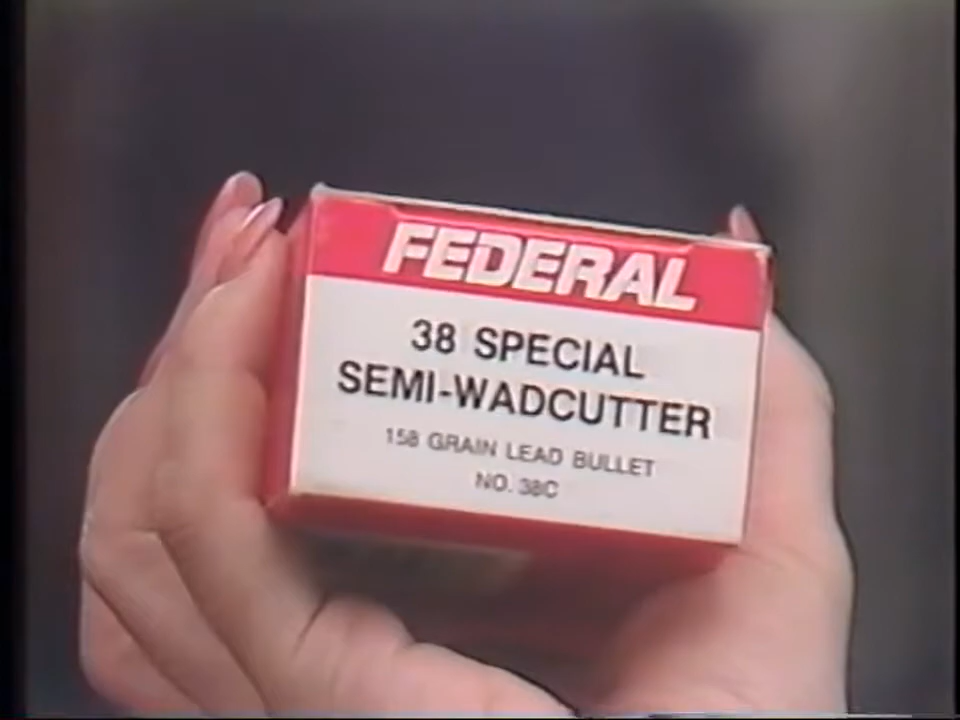 FEDERAL
38 SPECIAL
SEMI-WADCUTTER
158 GRAIN LEAD BULLET
NO. 38C